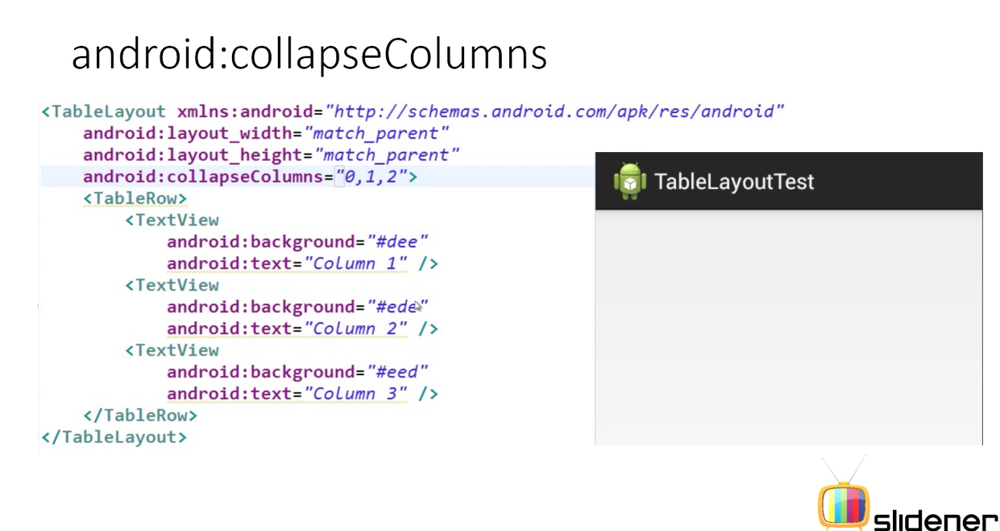 android:collapseColumns
<TableLayout xmlns:android="http://schemas.android.com/apk/res/android"
android:layout_width="match_parent"
android:layout_height="match_parent"
android:collapseColumns="0,1,2">
<TableRow>
<TextView
android:background="#dee"
android:text="Column 1" />
<TextView
android:background="#ede"
android:text="Column 2" />
<TextView
android:background="#eed"
android:text="Column 3" />
</TableRow>
</TableLayout>
TableLayoutTest
slidener